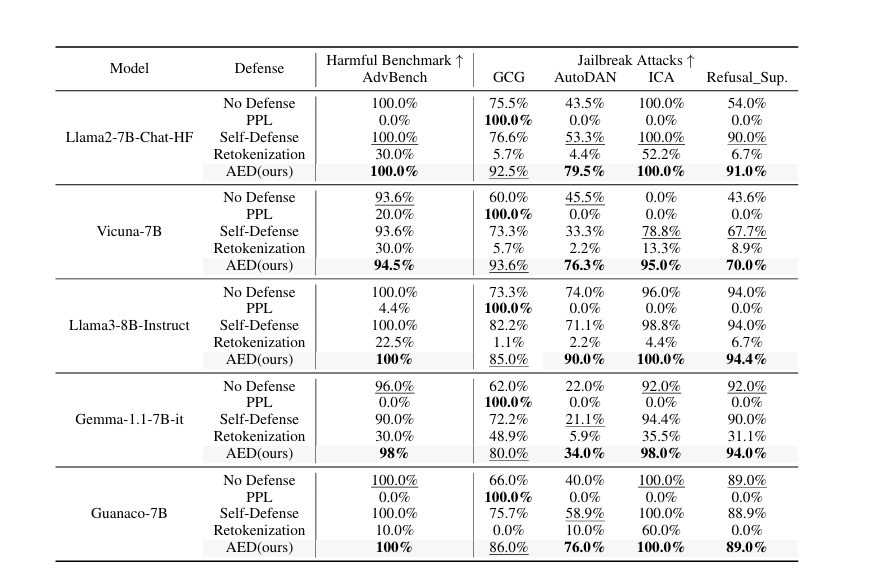 Model Defense Harmful Benchmark ↑ Jailbreak Attacks ↑
AdvBench GCG AutoDAN ICA Refusal_Sup.
Llama2-7B-Chat-HF
No Defense 100.0% 75.5% 43.5% 100.0% 54.0%
PPL 0.0% 100.0% 0.0% 0.0% 0.0%
Self-Defense 100.0% 76.6% 53.3% 100.0% 90.0%
Retokenization 30.0% 5.7% 4.4% 52.2% 6.7%
AED(ours) 100.0% 92.5% 79.5% 100.0% 91.0%
Vicuna-7B
No Defense 93.6% 60.0% 45.5% 0.0% 43.6%
PPL 20.0% 100.0% 0.0% 0.0% 0.0%
Self-Defense 93.6% 73.3% 33.3% 78.8% 67.7%
Retokenization 30.0% 5.7% 2.2% 13.3% 8.9%
AED(ours) 94.5% 93.6% 76.3% 95.0% 70.0%
Llama3-8B-Instruct
No Defense 100.0% 73.3% 74.0% 96.0% 94.0%
PPL 4.4% 100.0% 0.0% 0.0% 0.0%
Self-Defense 100.0% 82.2% 71.1% 98.8% 94.0%
Retokenization 22.5% 1.1% 2.2% 4.4% 6.7%
AED(ours) 100% 85.0% 90.0% 100.0% 94.4%
Gemma-1.1-7B-it
No Defense 96.0% 62.0% 22.0% 92.0% 92.0%
PPL 0.0% 100.0% 0.0% 0.0% 0.0%
Self-Defense 90.0% 72.2% 21.1% 94.4% 90.0%
Retokenization 30.0% 48.9% 5.9% 35.5% 31.1%
AED(ours) 98% 80.0% 34.0% 98.0% 94.0%
Guanaco-7B
No Defense 100.0% 66.0% 40.0% 100.0% 89.0%
PPL 0.0% 100.0% 0.0% 0.0% 0.0%
Self-Defense 100.0% 75.7% 58.9% 100.0% 88.9%
Retokenization 10.0% 0.0% 10.0% 60.0% 0.0%
AED(ours) 100% 86.0% 76.0% 100.0% 89.0%